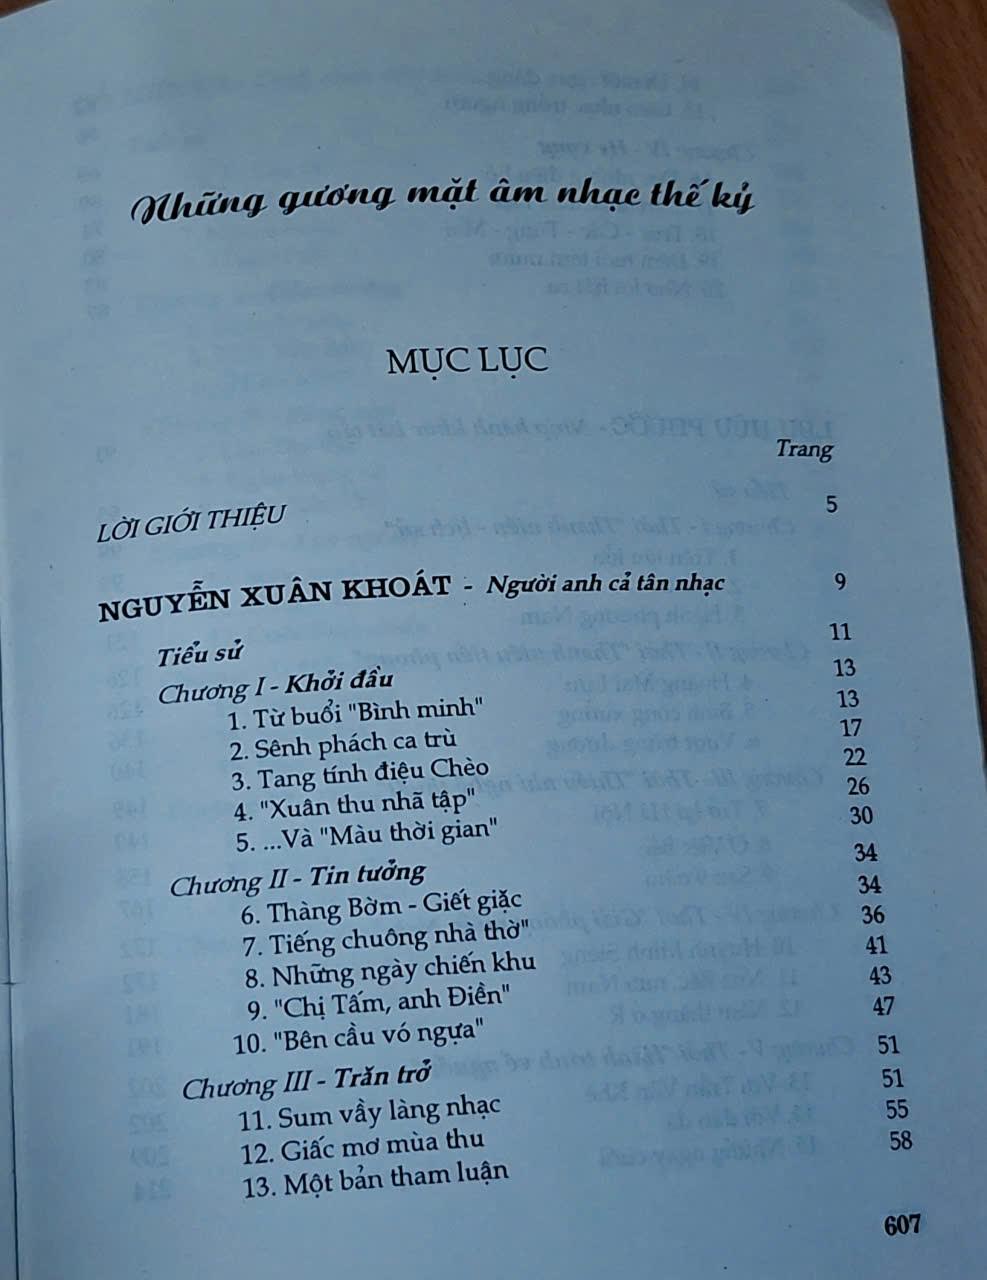 Những gương mặt âm nhạc thế kỷ
MỤC LỤC
Trang
LỜI GIỚI THIỆU 5
NGUYỄN XUÂN KHOÁT - Người anh cả tân nhạc 9
Tiểu sử 11
Chương I - Khởi đầu 13
1. Từ buổi "Bình minh" 13
2. Sênh phách ca trù 17
3. Tang tính điệu Chèo 22
4. "Xuân thu nhã tập" 26
5. ...Và "Màu thời gian" 30
Chương II - Tin tưởng 34
6. Thàng Bờm - Giết giặc 34
7. Tiếng chuông nhà thờ" 36
8. Những ngày chiến khu 41
9. "Chị Tấm, anh Điền" 43
10. "Bên cầu vó ngựa" 47
Chương III - Trăn trở 51
11. Sum vầy làng nhạc 51
12. Giấc mơ mùa thu 55
13. Một bản tham luận 58
607